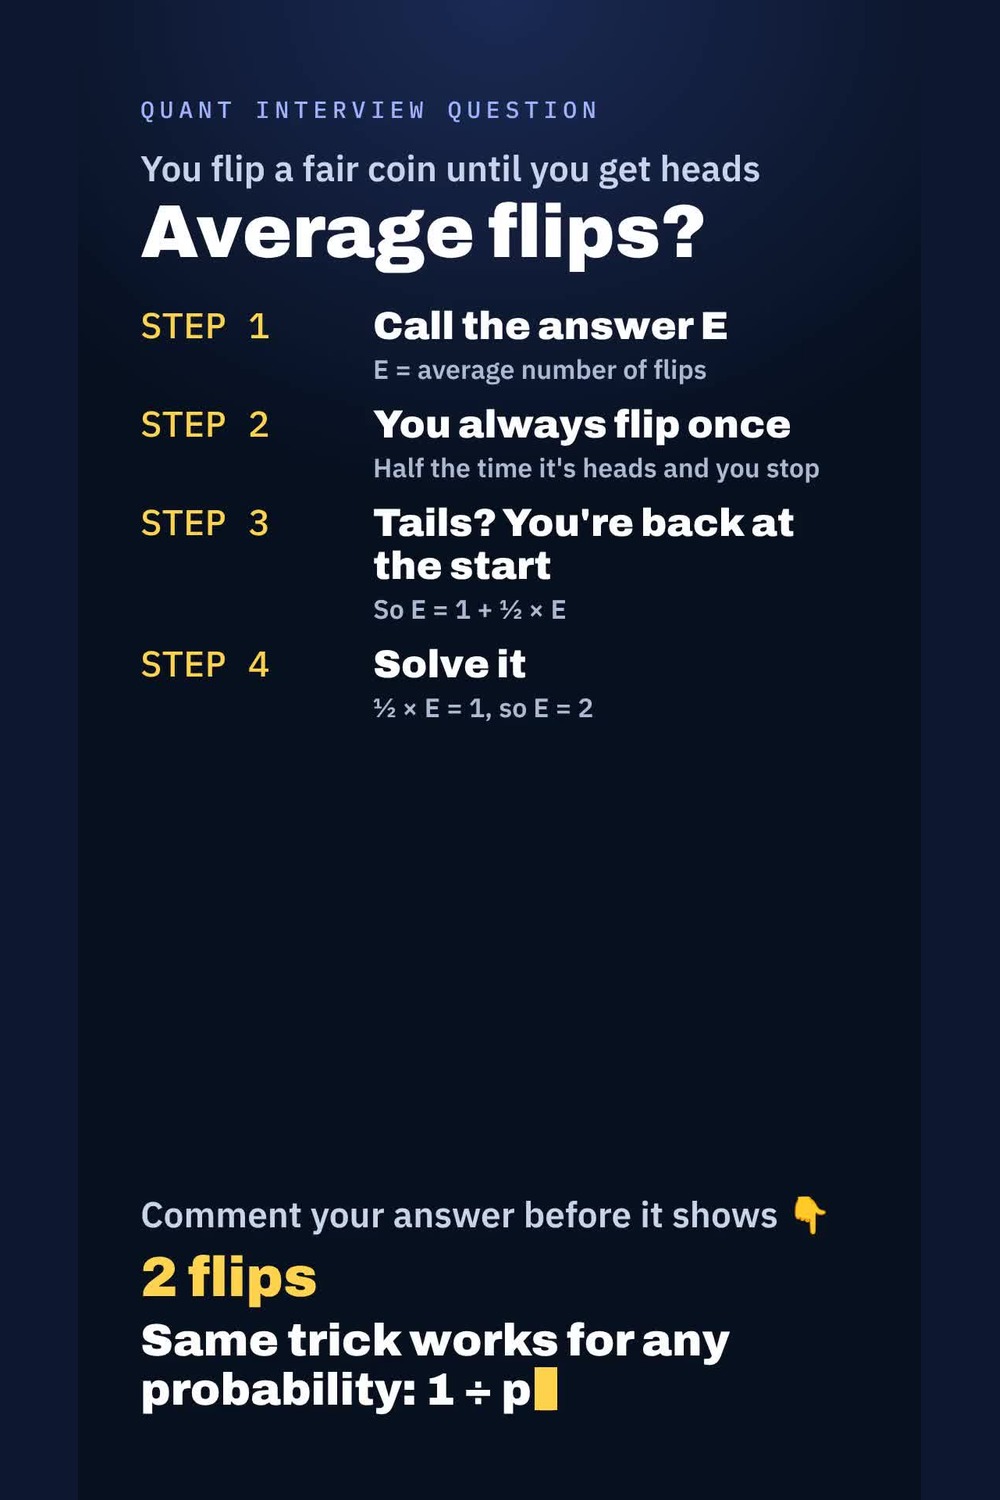 QUANT INTERVIEW QUESTION
You flip a fair coin until you get heads
Average flips?
STEP 1
Call the answer E
E = average number of flips
STEP 2
You always flip once
Half the time it's heads and you stop
STEP 3
Tails? You're back at
the start
So E = 1 + ½ × E
STEP 4
Solve it
½ × E = 1, so E = 2
Comment your answer before it shows 👇
2 flips
Same trick works for any
probability: 1 ÷ p